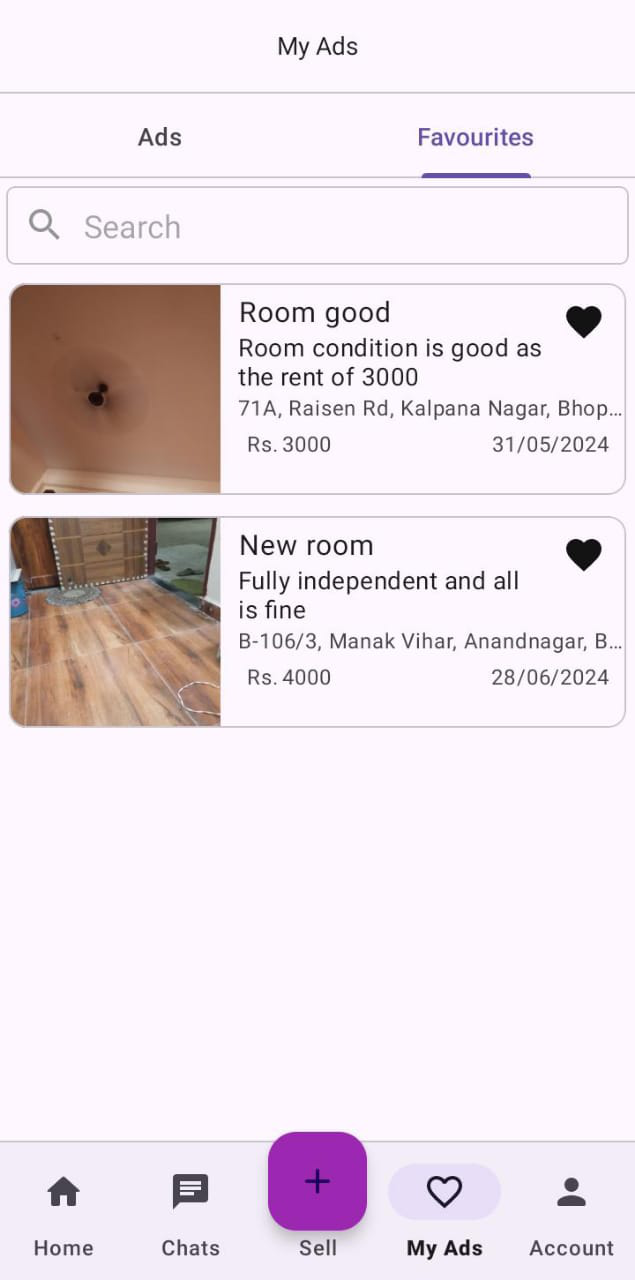 My Ads
Ads
Favourites
Search
Room good
Room condition is good as
the rent of 3000
71A, Raisen Rd, Kalpana Nagar, Bhop...
Rs. 3000
31/05/2024
New room
Fully independent and all
is fine
B-106/3, Manak Vihar, Anandnagar, B...
Rs. 4000
28/06/2024
Home
Chats
Sell
My Ads
Account